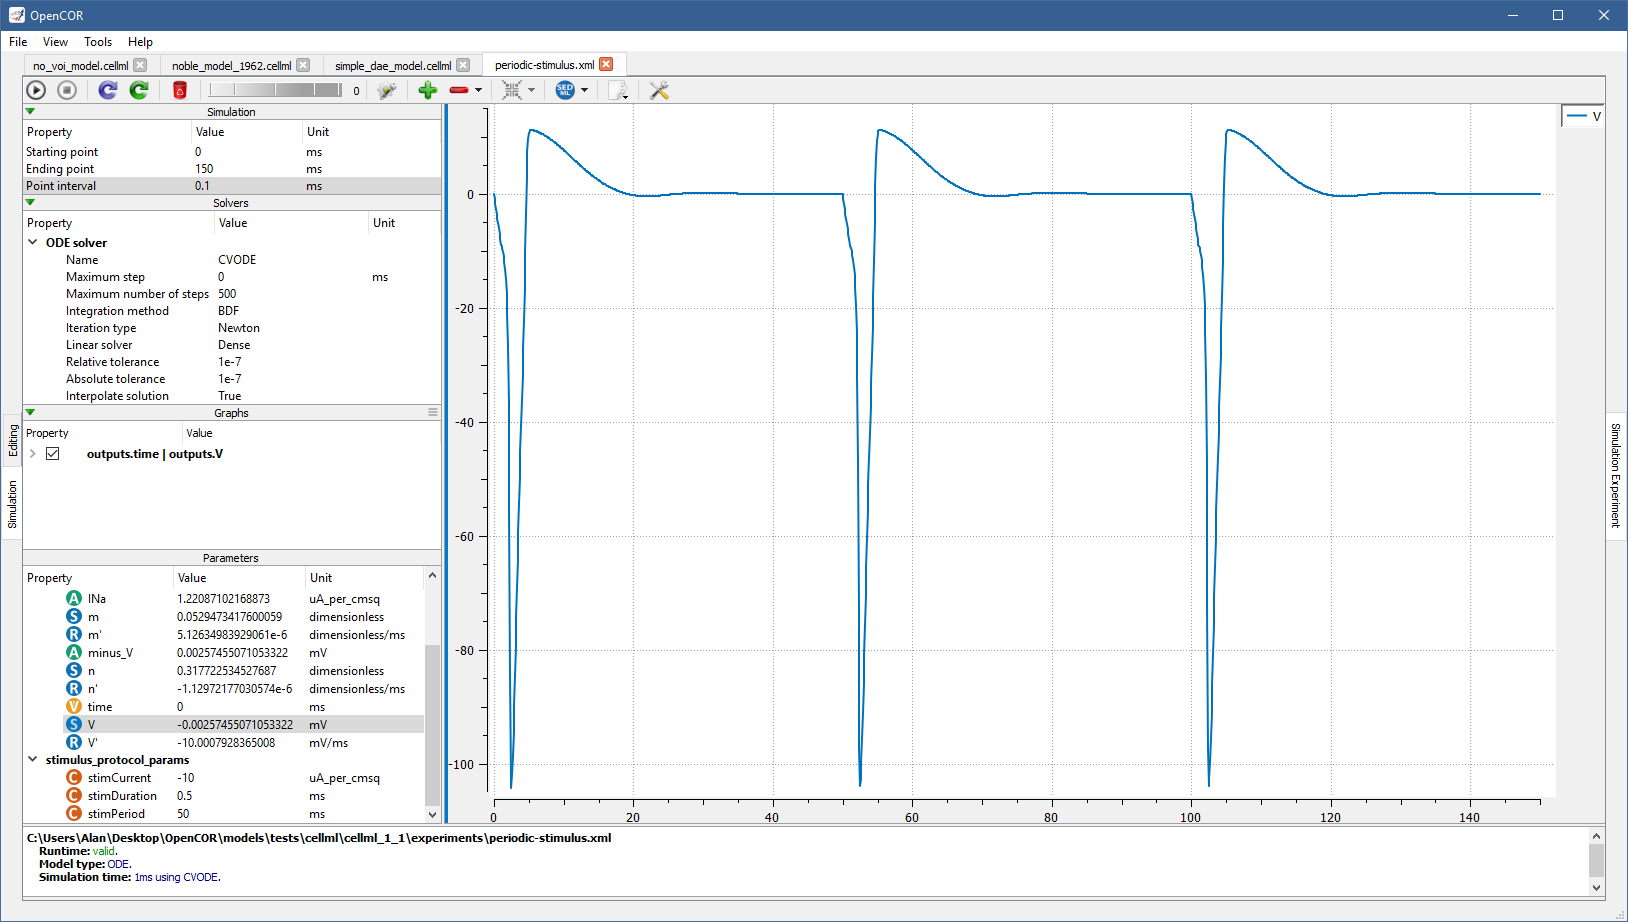 OpenCOR
File View Tools Help
no_voi_model.cellml noble_model_1962.cellml simple_dae_model.cellml periodic-stimulus.xml
0 SED ML
Simulation
Property Value Unit
Starting point 0 ms
Ending point 150 ms
Point interval 0.1 ms
Solvers
Property Value Unit
ODE solver
Name CVODE
Maximum step 0 ms
Maximum number of steps 500
Integration method BDF
Iteration type Newton
Linear solver Dense
Relative tolerance 1e-7
Absolute tolerance 1e-7
Interpolate solution True
Graphs
Property Value
outputs.time | outputs.V
Parameters
Property Value Unit
A INa 1.22087102168873 uA_per_cmsq
S m 0.0529473417600059 dimensionless
R m' 5.12634983929061e-6 dimensionless/ms
A minus_V 0.00257455071053322 mV
S n 0.317722534527687 dimensionless
R n' -1.12972177030574e-6 dimensionless/ms
V time 0 ms
S V -0.00257455071053322 mV
R V' -10.0007928365008 mV/ms
stimulus_protocol_params
C stimCurrent -10 uA_per_cmsq
C stimDuration 0.5 ms
C stimPeriod 50 ms
Editing
Simulation
0
-20
-40
-60
-80
-100
0 20 40 60 80 100 120 140
V
Simulation Experiment
C:\Users\Alan\Desktop\OpenCOR\models\tests\cellml\cellml_1_1\experiments\periodic-stimulus.xml
Runtime: valid.
Model type: ODE.
Simulation time: 1ms using CVODE.